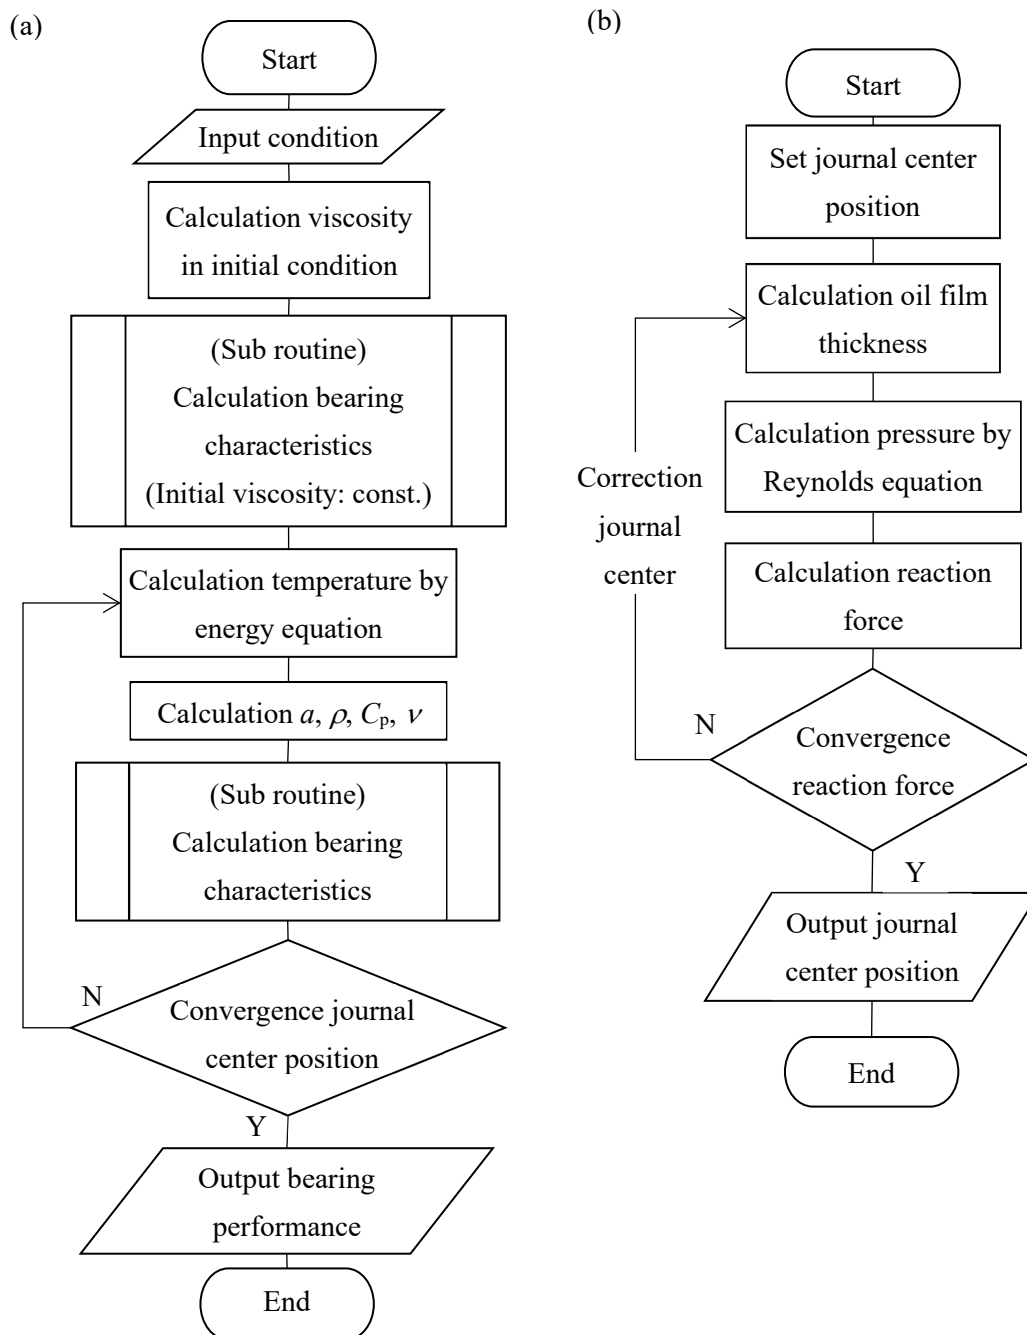 (a)
Start
Input condition
Calculation viscosity
in initial condition
(Sub routine)
Calculation bearing
characteristics
(Initial viscosity: const.)
Calculation temperature by
energy equation
Calculation a, ρ, Cp, ν
(Sub routine)
Calculation bearing
characteristics
N
Convergence journal
center position
Y
Output bearing
performance
End
(b)
Start
Set journal center
position
Calculation oil film
thickness
Calculation pressure by
Reynolds equation
Correction
journal
center
Calculation reaction
force
N
Convergence
reaction force
Y
Output journal
center position
End